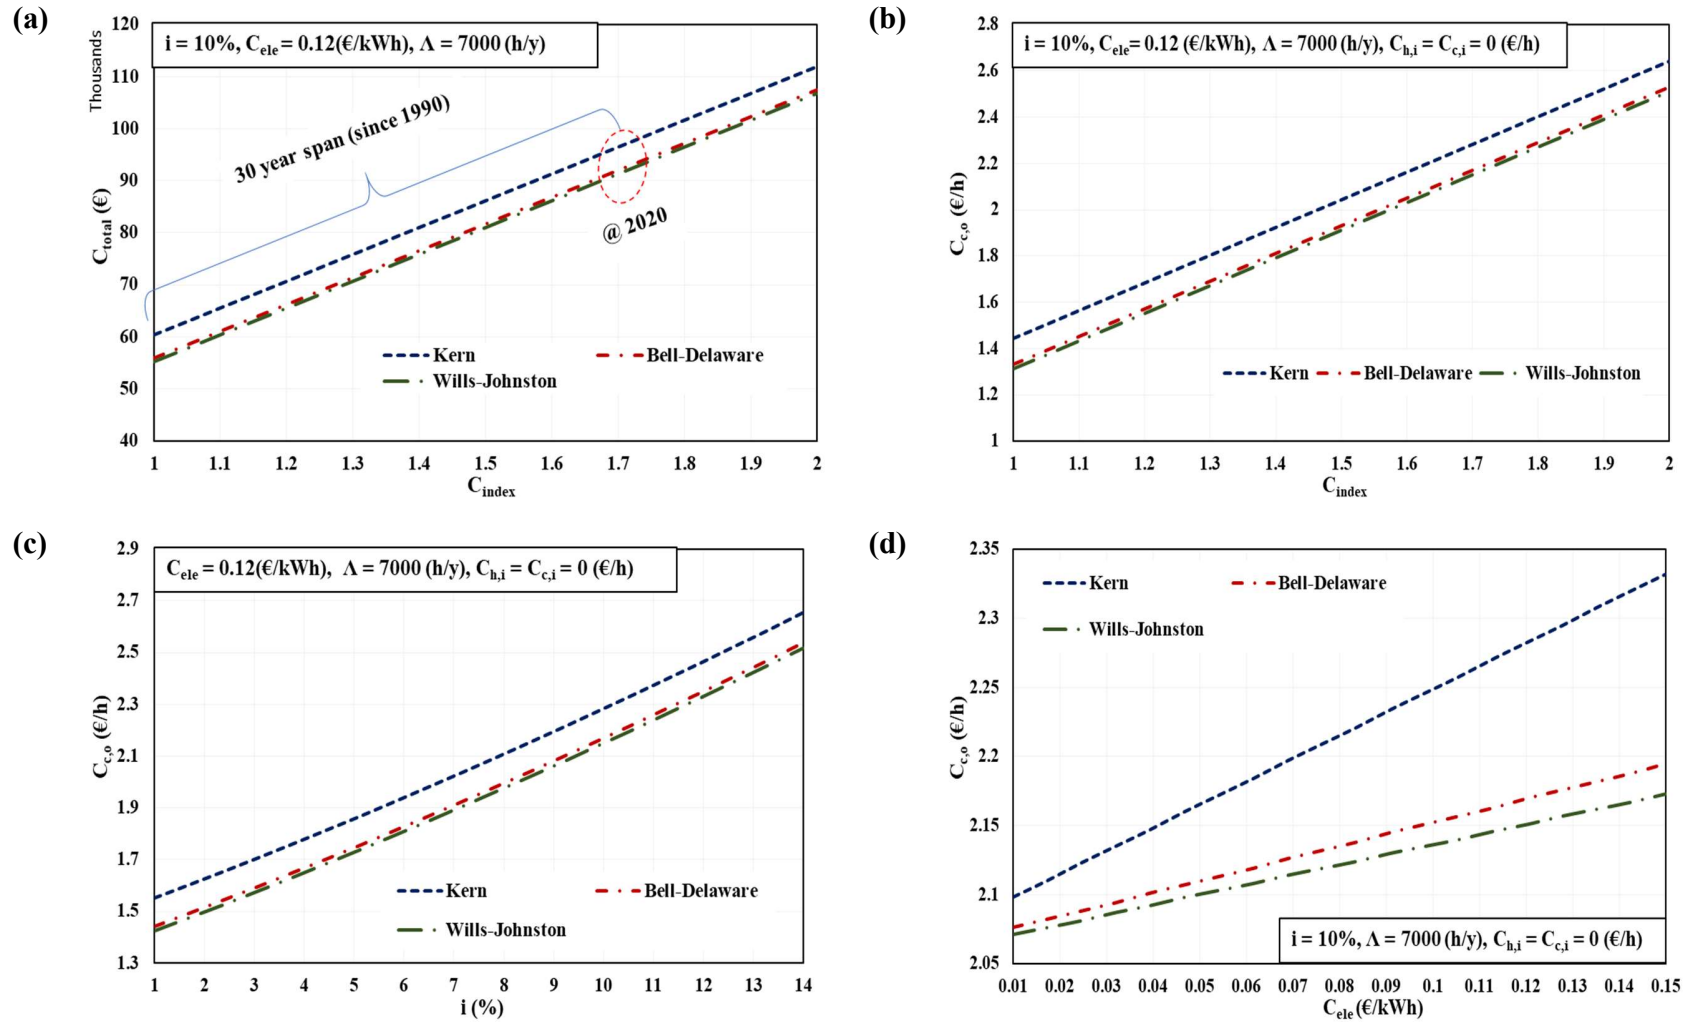 (a)
Thousands
i = 10%, Cele = 0.12(€/kWh), Λ = 7000 (h/y)
120
110
100
90
80
70
60
50
40
Ctotal (€)
30 year span (since 1990)
@ 2020
Kern
Bell-Delaware
Wills-Johnston
1 1.1 1.2 1.3 1.4 1.5 1.6 1.7 1.8 1.9 2
Cindex
(b)
i = 10%, Cele= 0.12 (€/kWh), Λ = 7000 (h/y), Ch,i = Cc,i = 0 (€/h)
2.8
2.6
2.4
2.2
2
1.8
1.6
1.4
1.2
1
Cc,o (€/h)
Kern Bell-Delaware Wills-Johnston
1 1.1 1.2 1.3 1.4 1.5 1.6 1.7 1.8 1.9 2
Cindex
(c)
Cele = 0.12(€/kWh), Λ = 7000 (h/y), Ch,i = Cc,i = 0 (€/h)
2.9
2.7
2.5
2.3
2.1
1.9
1.7
1.5
1.3
Cc,o (€/h)
Kern
Bell-Delaware
Wills-Johnston
1 2 3 4 5 6 7 8 9 10 11 12 13 14
i (%)
(d)
2.35
2.3
2.25
2.2
2.15
2.1
2.05
Cc,o (€/h)
Kern
Bell-Delaware
Wills-Johnston
i = 10%, Λ = 7000 (h/y), Ch,i = Cc,i = 0 (€/h)
0.01 0.02 0.03 0.04 0.05 0.06 0.07 0.08 0.09 0.1 0.11 0.12 0.13 0.14 0.15
Cele (€/kWh)